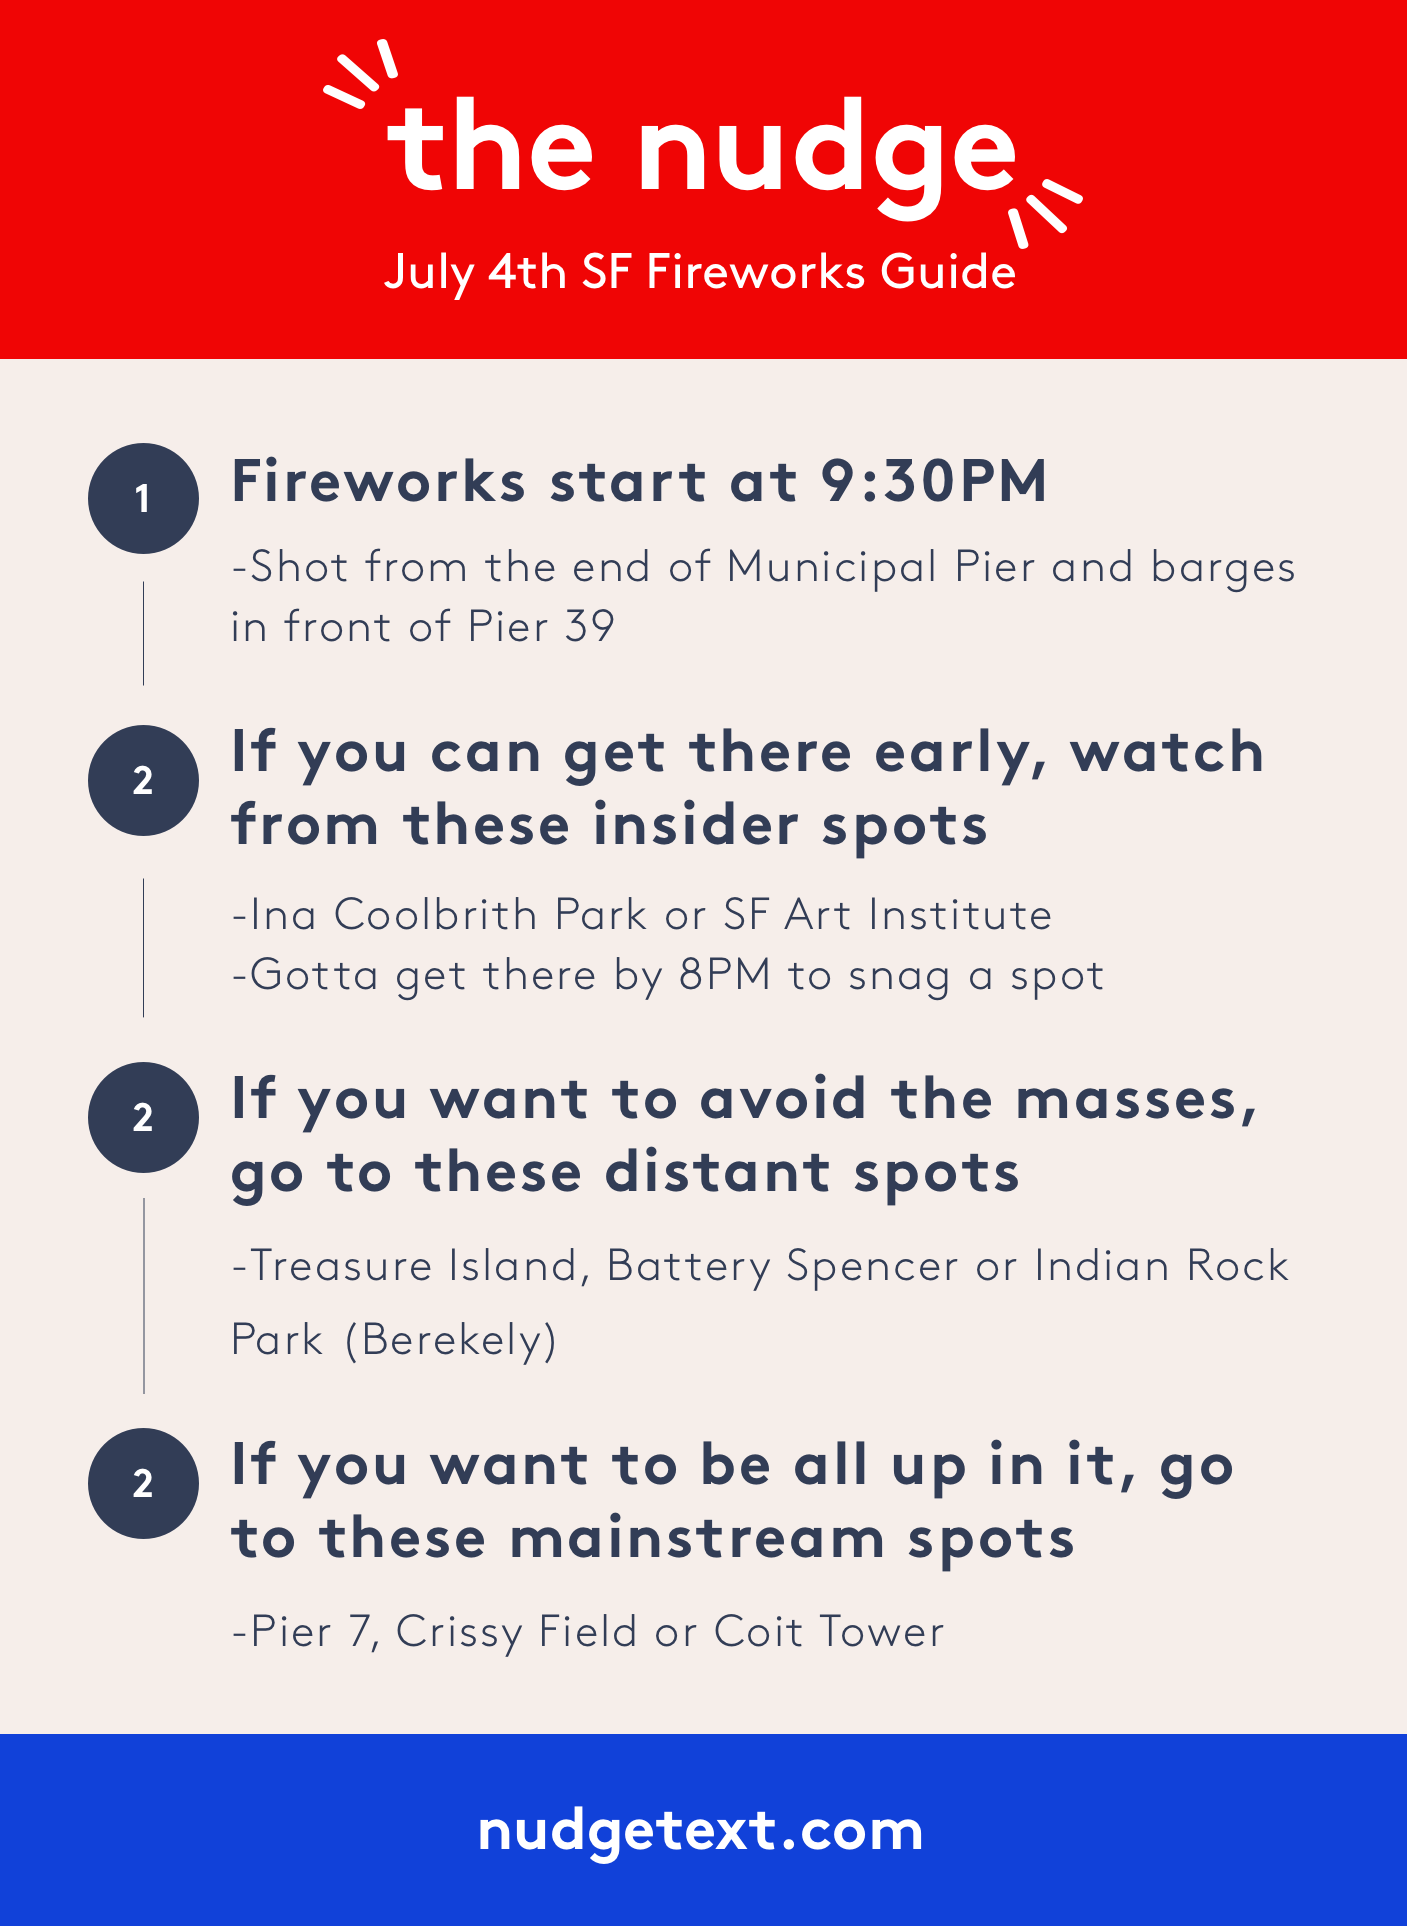 the nudge
July 4th SF Fireworks Guide
1
Fireworks start at 9:30PM
-Shot from the end of Municipal Pier and barges
in front of Pier 39
2
If you can get there early, watch
from these insider spots
-Ina Coolbrith Park or SF Art Institute
-Gotta get there by 8PM to snag a spot
2
If you want to avoid the masses,
go to these distant spots
-Treasure Island, Battery Spencer or Indian Rock
Park (Berekely)
2
If you want to be all up in it, go
to these mainstream spots
-Pier 7, Crissy Field or Coit Tower
nudgetext.com